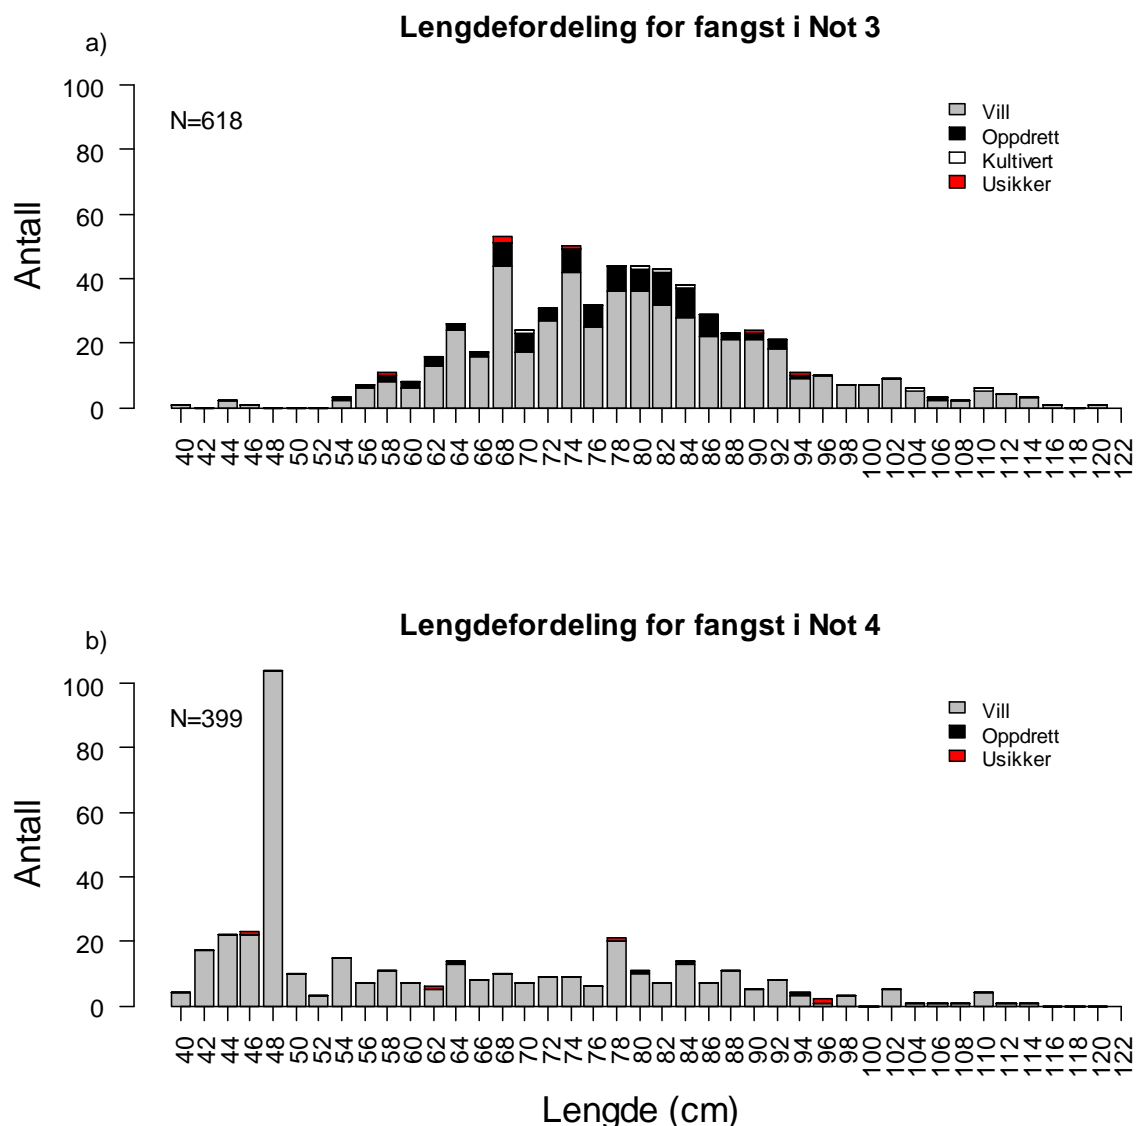 a)
Lengdefordeling for fangst i Not 3
100
80
60
40
20
0
Antall
N=618
Vill
Oppdrett
Kultivert
Usikker
40 42 44 46 48 50 52 54 56 58 60 62 64 66 68 70 72 74 76 78 80 82 84 86 88 90 92 94 96 98 100 102 104 106 108 110 112 114 116 118 120 122
b)
Lengdefordeling for fangst i Not 4
100
80
60
40
20
0
Antall
N=399
Vill
Oppdrett
Usikker
40 42 44 46 48 50 52 54 56 58 60 62 64 66 68 70 72 74 76 78 80 82 84 86 88 90 92 94 96 98 100 102 104 106 108 110 112 114 116 118 120 122
Lengde (cm)